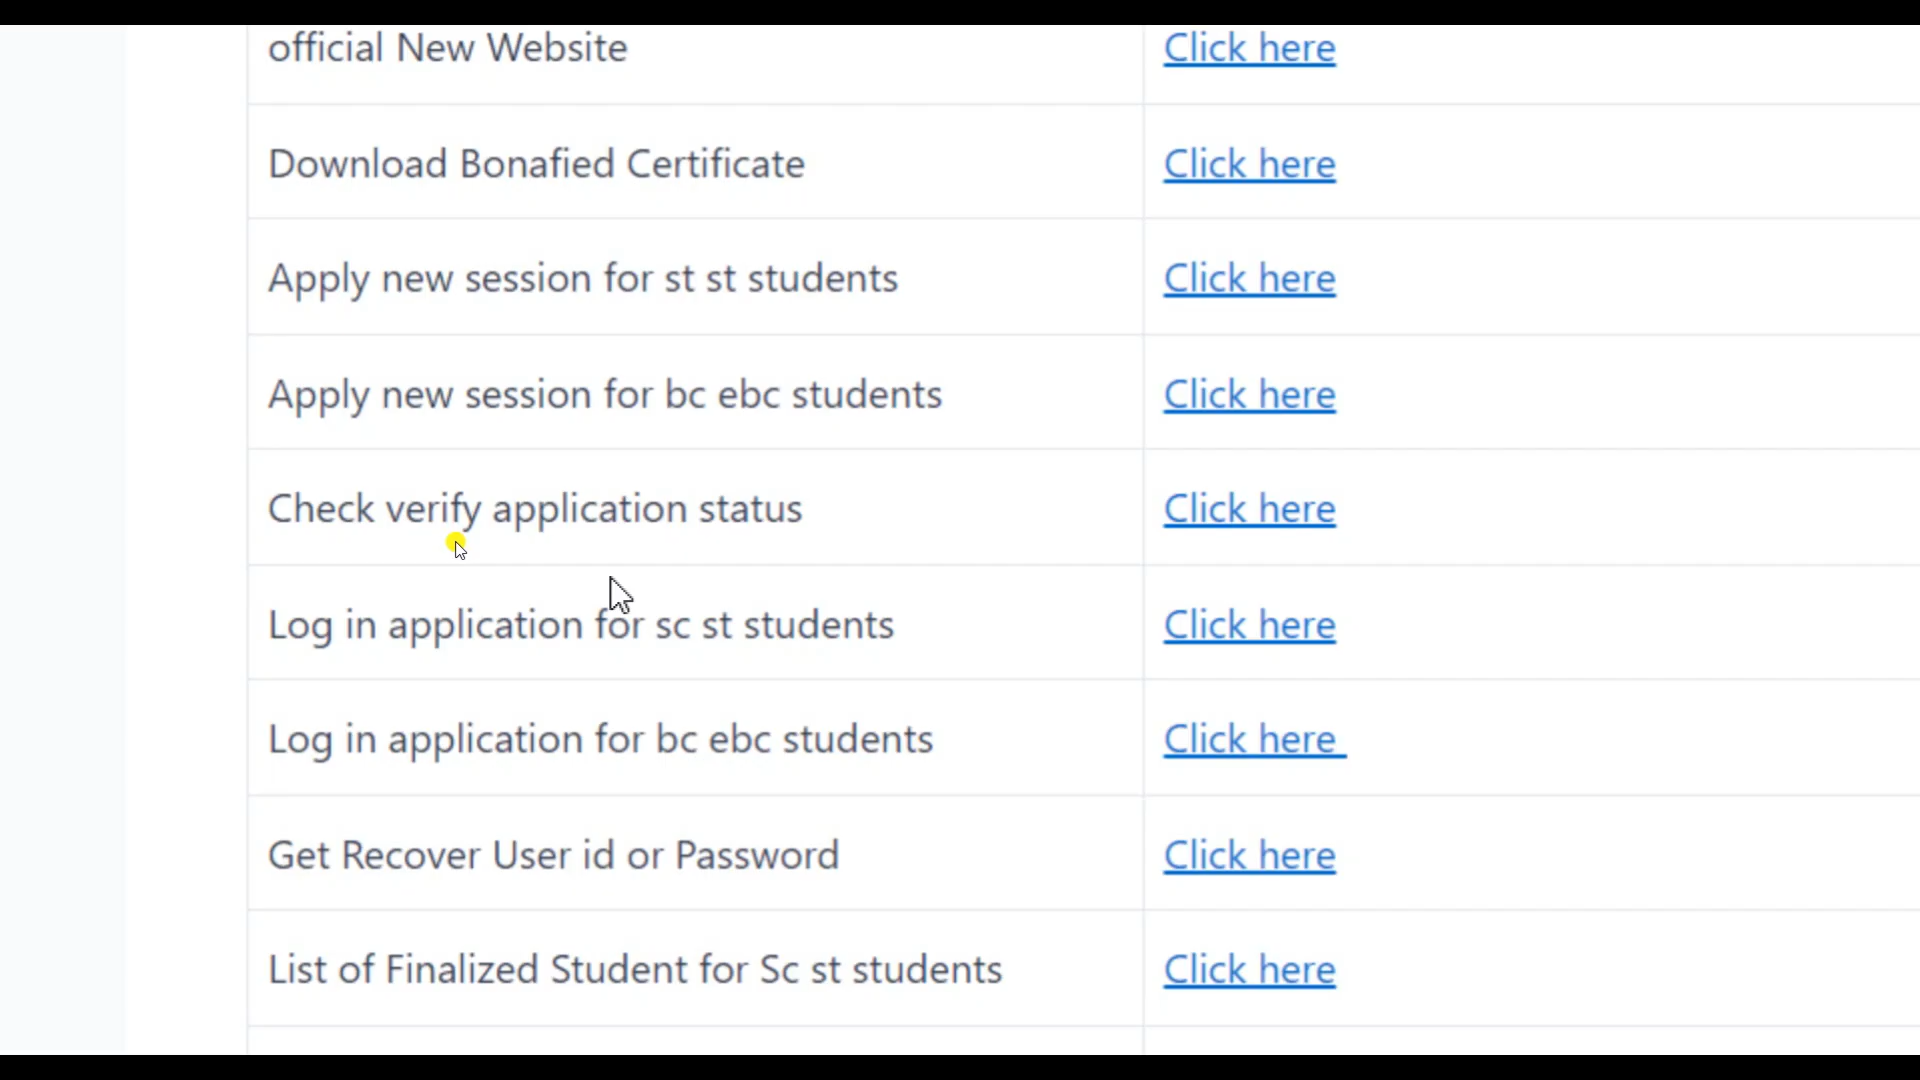 official New Website Click here
Download Bonafied Certificate Click here
Apply new session for st st students Click here
Apply new session for bc ebc students Click here
Check verify application status Click here
Log in application for sc st students Click here
Log in application for bc ebc students Click here
Get Recover User id or Password Click here
List of Finalized Student for Sc st students Click here